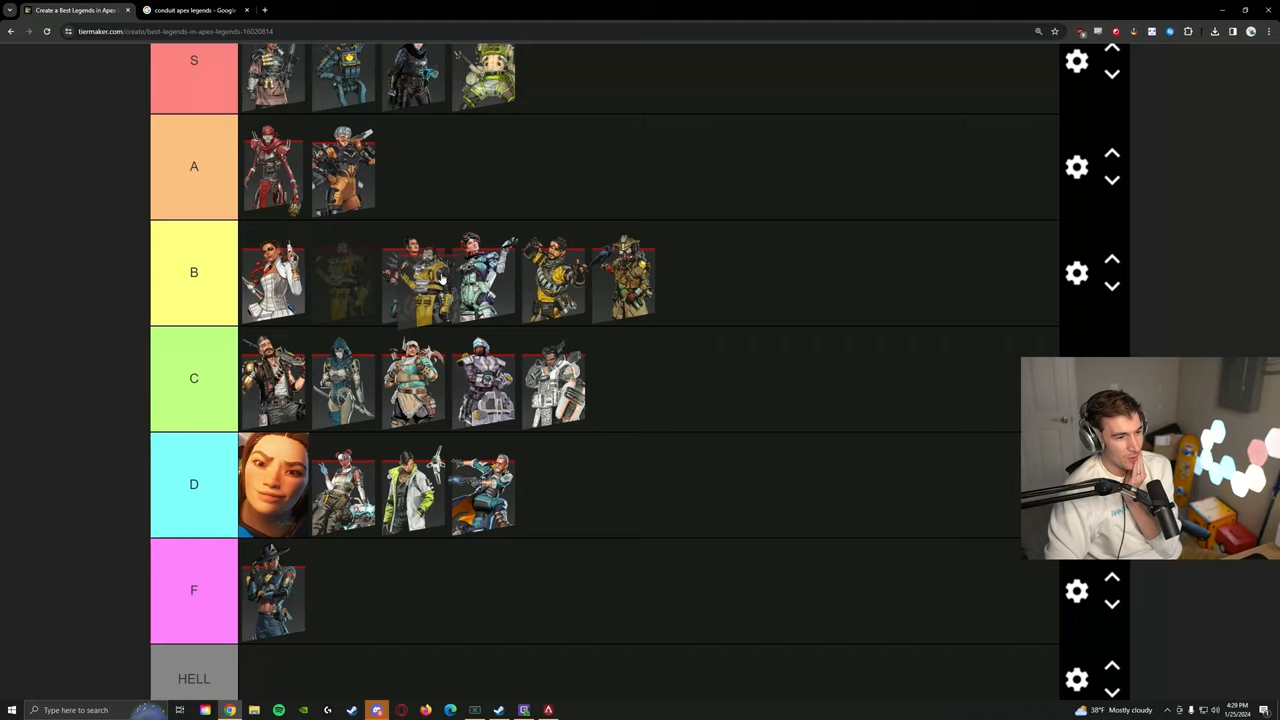 Create a Best Legends in Apex
conduit apex legends - Google
tiermaker.com/create/best-legends-in-apex-legends-16020814
S
A
B
C
D
F
HELL
Type here to search
38°F Mostly cloudy
4:29 PM
1/25/2024